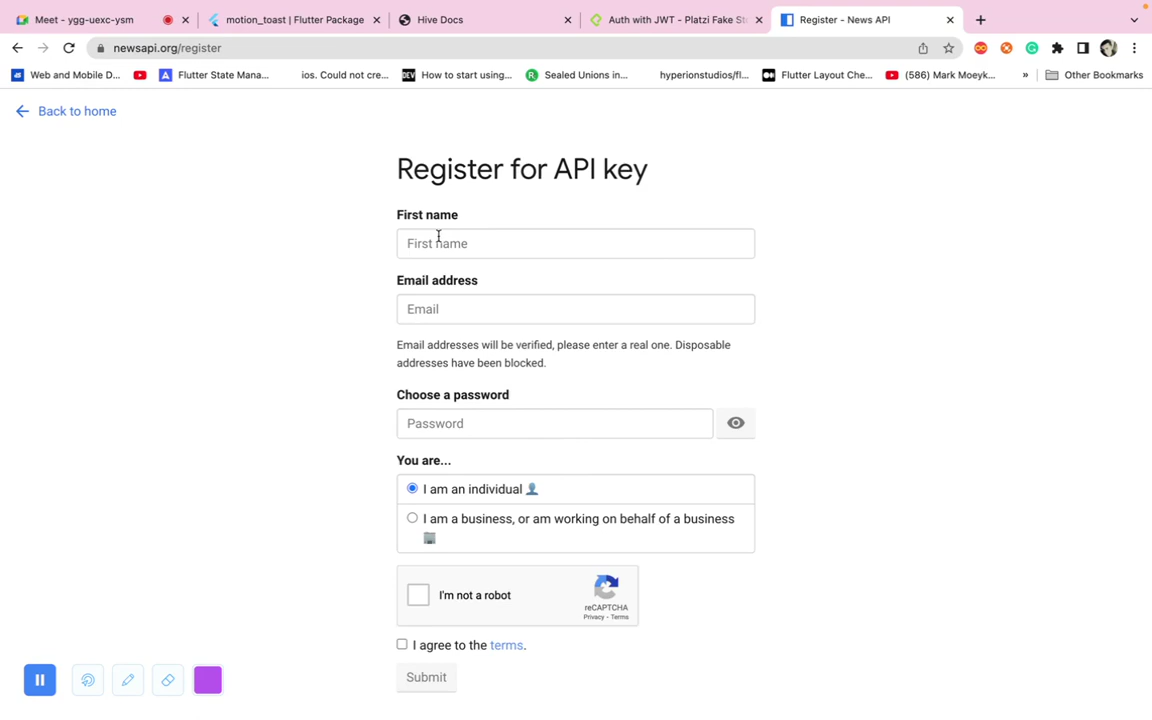 Meet - ygg-uexc-ysm
motion_toast | Flutter Package
Hive Docs
Auth with JWT - Platzi Fake Sto
Register - News API
newsapi.org/register
Web and Mobile D...
Flutter State Mana...
ios. Could not cre...
DEV
How to start using...
Sealed Unions in...
hyperionstudios/fl...
Flutter Layout Che...
(586) Mark Moeyk...
»
Other Bookmarks
Back to home
Register for API key
First name
First name
Email address
Email
Email addresses will be verified, please enter a real one. Disposable
addresses have been blocked.
Choose a password
Password
You are...
I am an individual 👤
I am a business, or am working on behalf of a business
🏢
I'm not a robot
reCAPTCHA
Privacy - Terms
I agree to the terms.
Submit